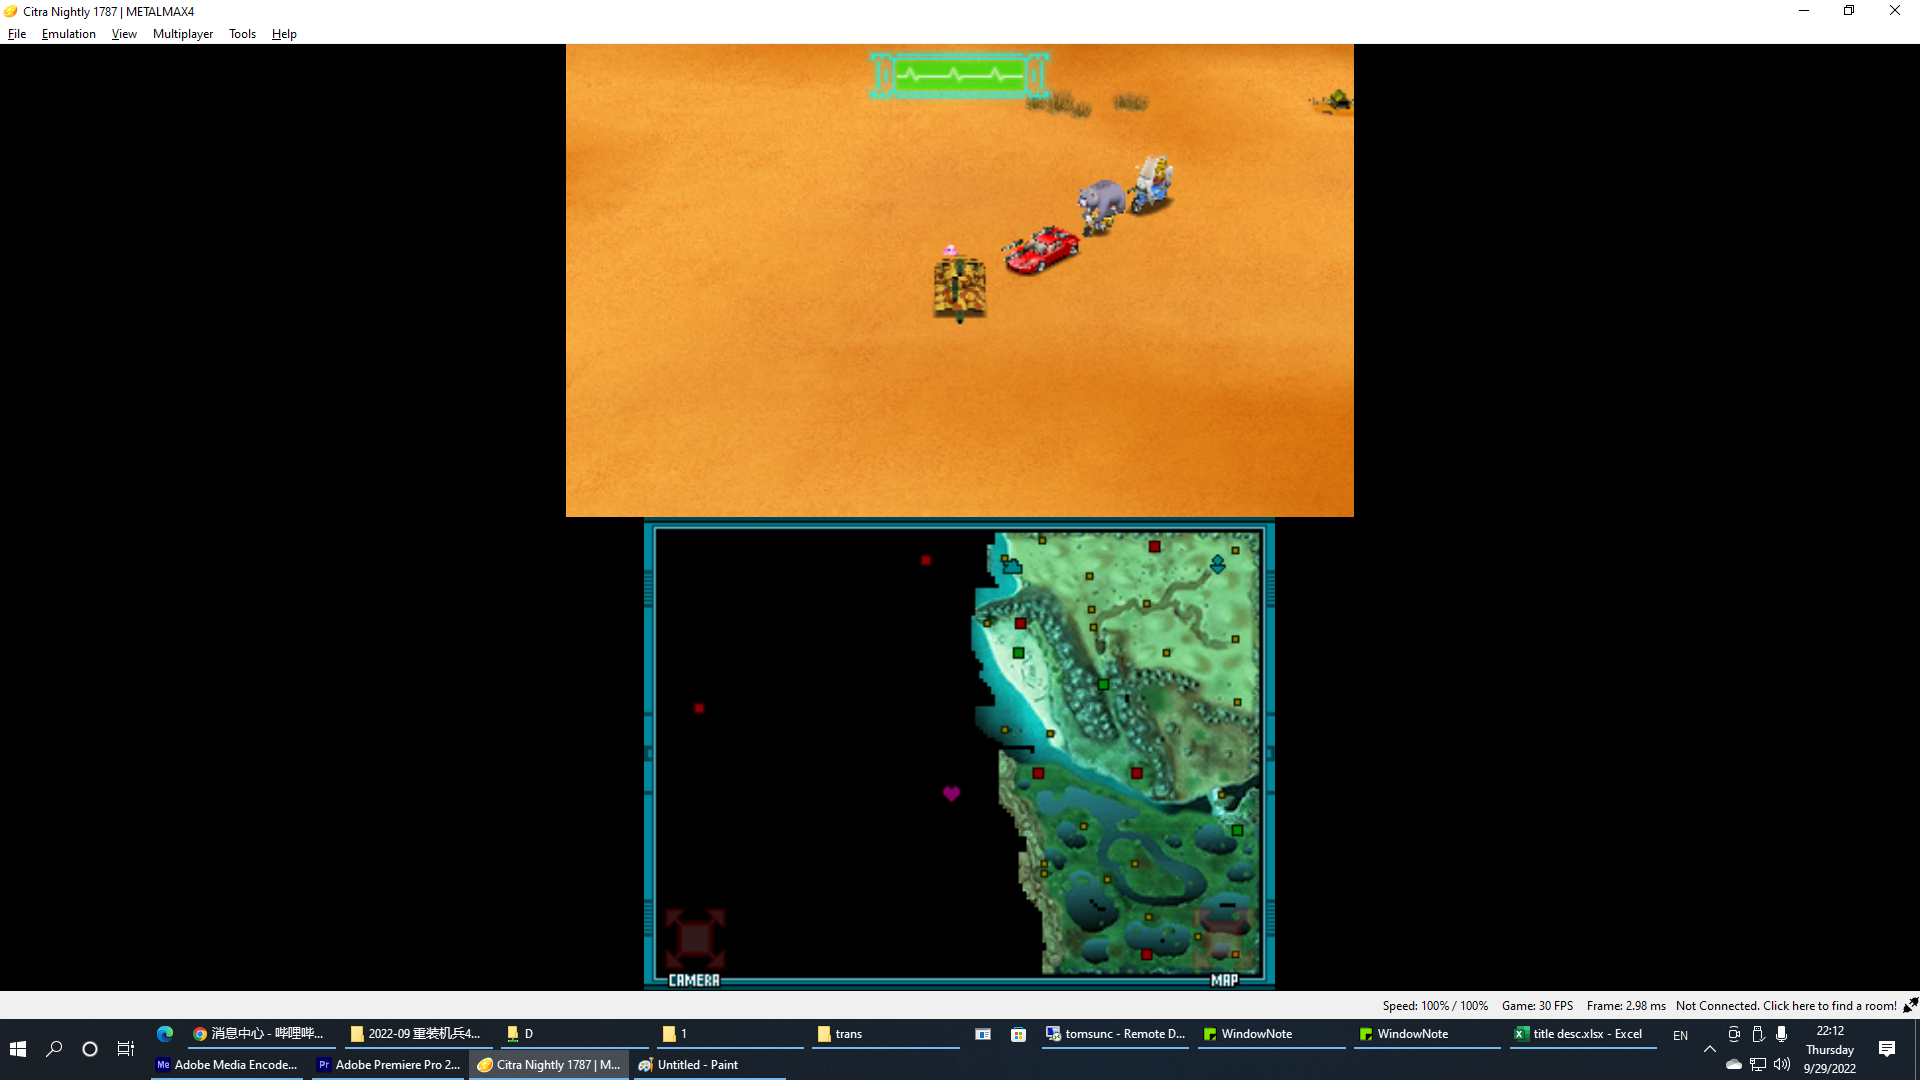 Citra Nightly 1787 | METALMAX4
File Emulation View Multiplayer Tools Help
CAMERA MAP
Speed: 100% / 100% Game: 30 FPS Frame: 2.98 ms Not Connected. Click here to find a room!
消息中心 - 哔哩哔... 2022-09 重装机兵4... D 1 trans tomsunc - Remote D... WindowNote WindowNote title desc.xlsx - Excel EN 22:12
Thursday
Adobe Media Encode... Adobe Premiere Pro 2... Citra Nightly 1787 | M... Untitled - Paint 9/29/2022